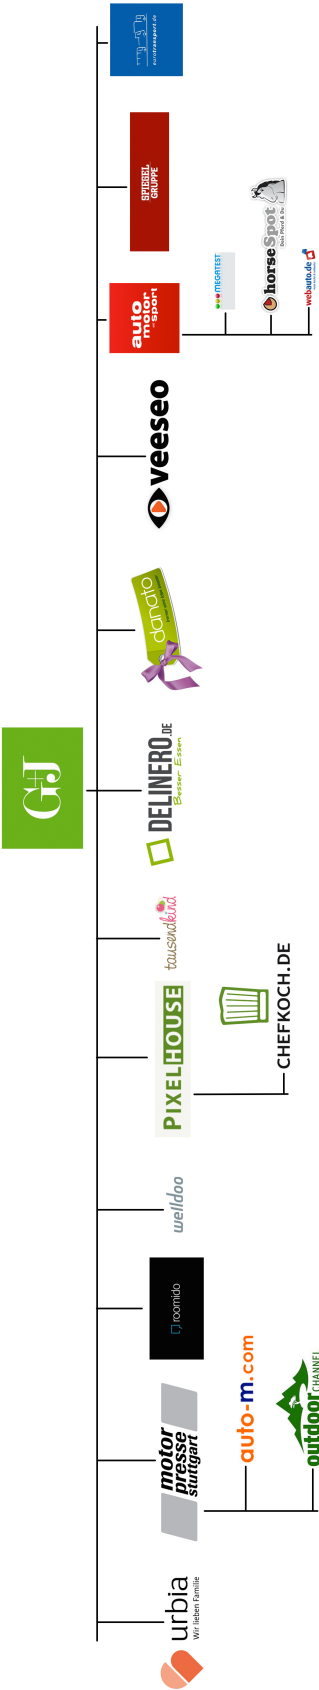 G+J
urbia
Wir lieben Familie
motor
presse
stuttgart
auto-m.com
outdoor
CHANNEL
roomido
welldoo
PIXELHOUSE
CHEFKOCH.DE
tausendkind
DELINERO.DE
Besser Essen
danato
veeseo
auto
motor
-sport
MEGATEST
horseSpot
Dein Pferd & Du
webauto.de
SPIEGEL
GRUPPE
eurotransport.de